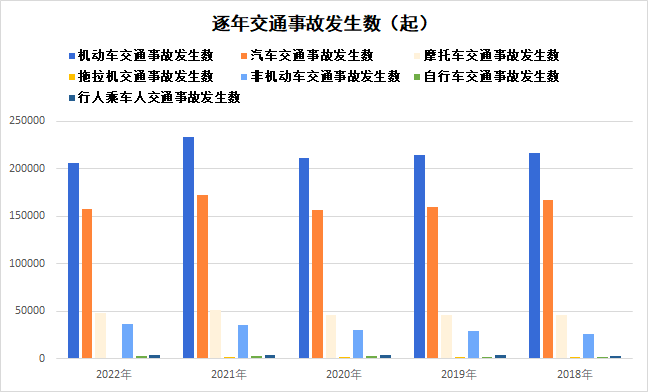 逐年交通事故发生数（起）
机动车交通事故发生数 汽车交通事故发生数 摩托车交通事故发生数
拖拉机交通事故发生数 非机动车交通事故发生数 自行车交通事故发生数
行人乘车人交通事故发生数
250000
200000
150000
100000
50000
0
2022年 2021年 2020年 2019年 2018年